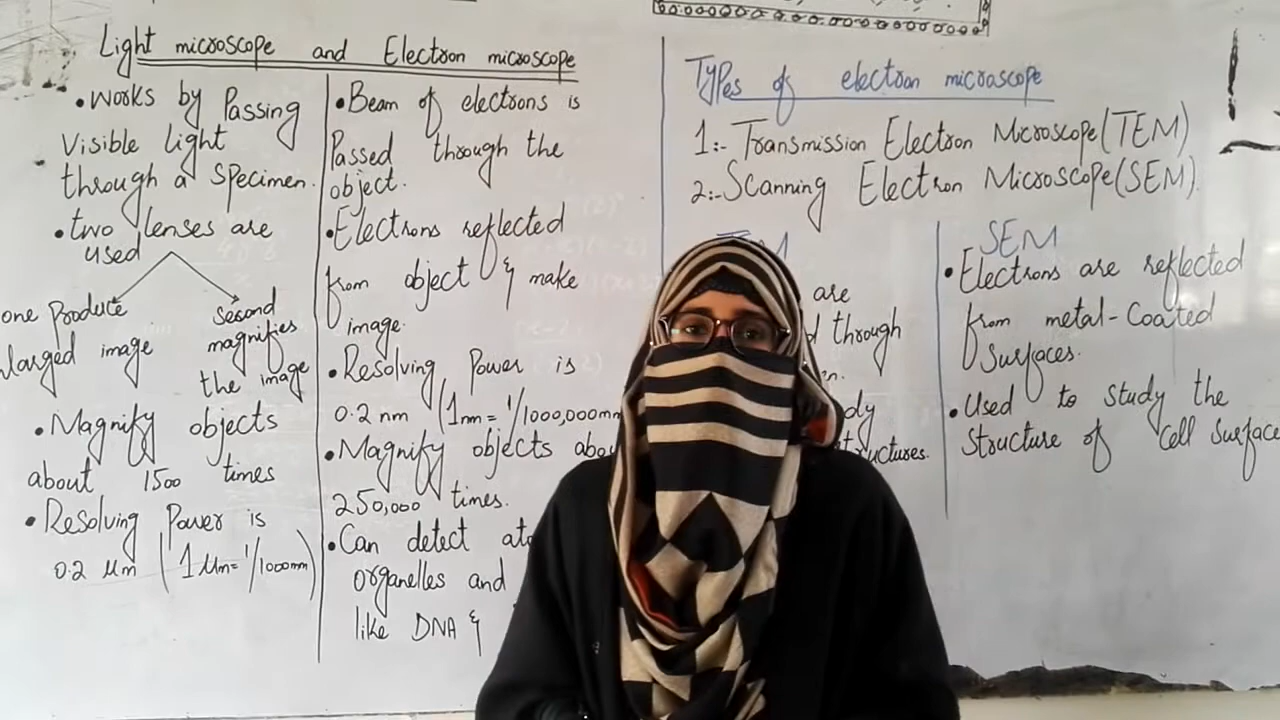 Light microscope and Electron microscope
• Works by Passing
Visible Light
through a Specimen.
• two lenses are
used
one Produce
enlarged image
Second
magnifies
the image
• Magnify objects
about 1500 times
• Resolving Power is
0.2 μm (1 μm = 1/1000mm)
• Beam of electrons is
Passed through the
object.
• Electrons reflected
from object & make
image.
• Resolving Power is
0.2 nm (1nm = 1/1000,000mm
• Magnify objects
250,000 times.
• Can detect
organelles and
like DNA &
Types of electron microscope
1:- Transmission Electron Microscope (TEM)
2:- Scanning Electron Microscope (SEM).
TEM
are
through
SEM
• Electrons are reflected
from metal-Coated
Surfaces.
• Used to study the
Structure of Cell Surface